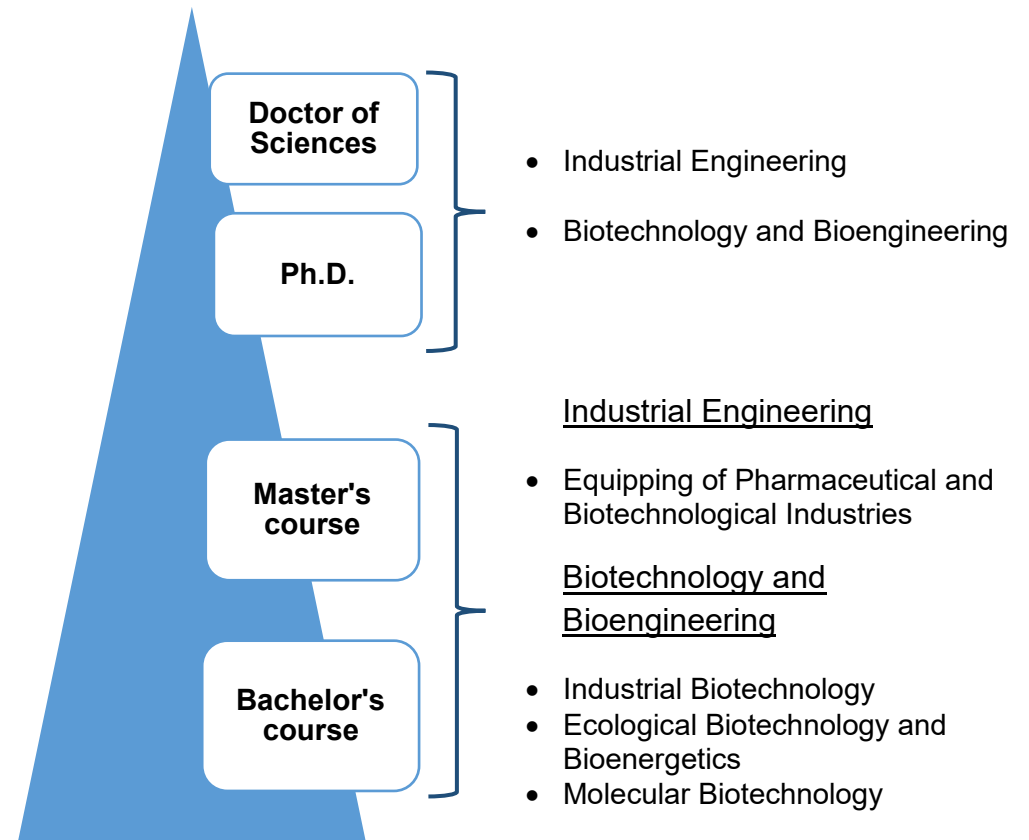 Doctor of
Sciences
Ph.D.
• Industrial Engineering
• Biotechnology and Bioengineering
Master's
course
Bachelor's
course
Industrial Engineering
• Equipping of Pharmaceutical and
Biotechnological Industries
Biotechnology and
Bioengineering
• Industrial Biotechnology
• Ecological Biotechnology and
Bioenergetics
• Molecular Biotechnology